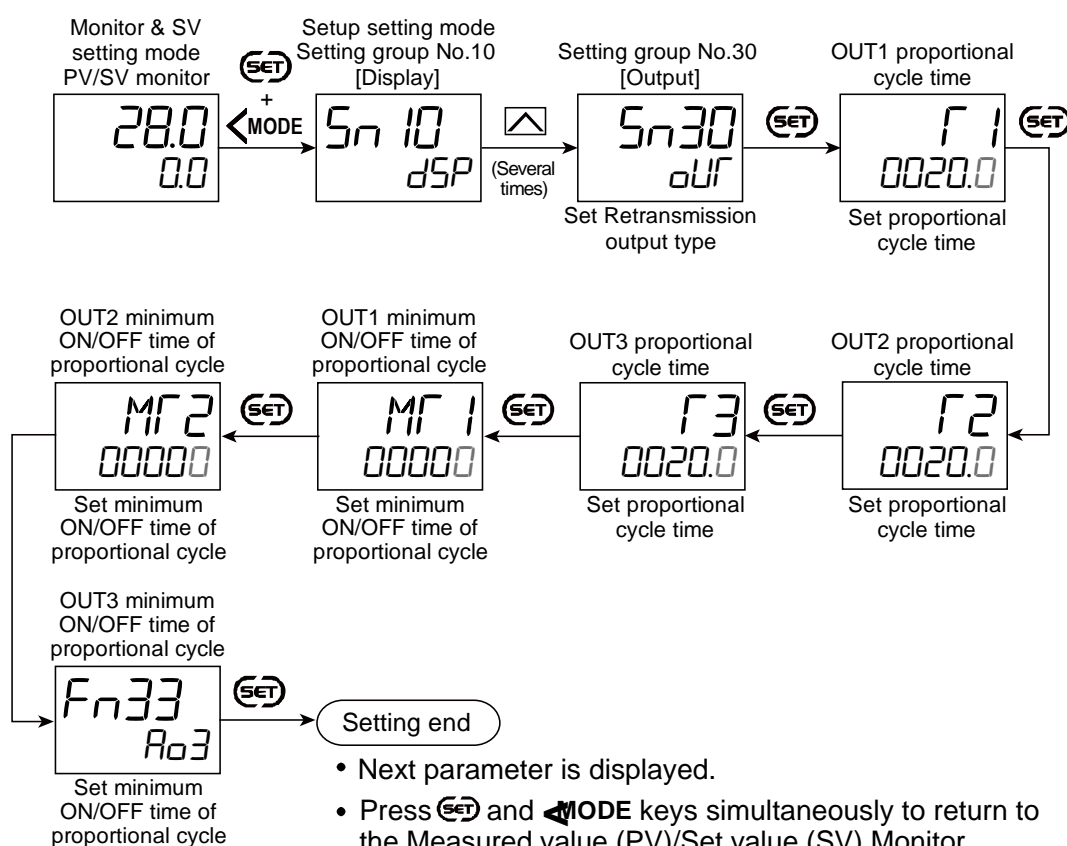 Monitor & SV
setting mode
PV/SV monitor
28.0
0.0
SET
+
<MODE
Setup setting mode
Setting group No.10
[Display]
Sn 10
dSP
(Several
times)
Setting group No.30
[Output]
Sn30
oUT
Set Retransmission
output type
SET
OUT1 proportional
cycle time
T1
0020.0
Set proportional
cycle time
SET
OUT2 proportional
cycle time
T2
0020.0
Set proportional
cycle time
SET
OUT3 proportional
cycle time
T3
0020.0
Set proportional
cycle time
SET
OUT1 minimum
ON/OFF time of
proportional cycle
MT1
00000
Set minimum
ON/OFF time of
proportional cycle
SET
OUT2 minimum
ON/OFF time of
proportional cycle
MT2
00000
Set minimum
ON/OFF time of
proportional cycle
OUT3 minimum
ON/OFF time of
proportional cycle
Fn33
Ao3
Set minimum
ON/OFF time of
proportional cycle
SET
Setting end
• Next parameter is displayed.
• Press SET and <MODE keys simultaneously to return to
the Measured value (PV)/Set value (SV) Monitor